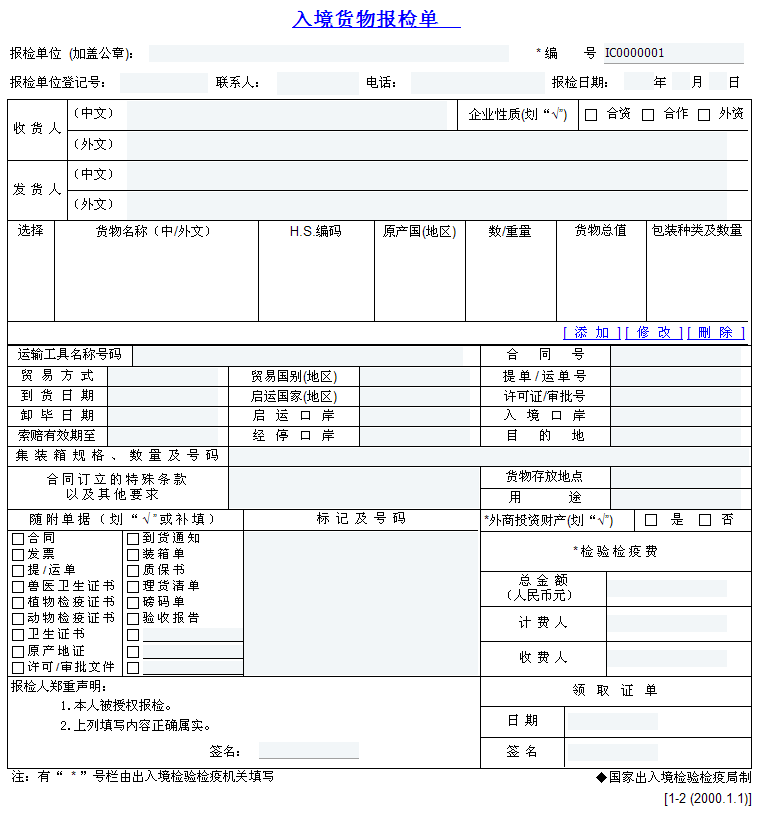 入境货物报检单
报检单位 (加盖公章): *编 号 IC0000001
报检单位登记号: 联系人: 电话: 报检日期: 年 月 日
收货人 (中文) 企业性质(划“√”) 合资 合作 外资
(外文)
发货人 (中文)
(外文)
选择 货物名称（中/外文） H.S.编码 原产国(地区) 数/重量 货物总值 包装种类及数量
[ 添 加 ] [ 修 改 ] [ 删 除 ]
运输工具名称号码 合同号
贸易方式 贸易国别(地区) 提单/运单号
到货日期 启运国家(地区) 许可证/审批号
卸毕日期 启运口岸 入境口岸
索赔有效期至 经停口岸 目的地
集装箱规格、数量及号码
合同订立的特殊条款 货物存放地点
以及其他要求 用途
随附单据（划“√”或补填） 标记及号码 *外商投资财产(划“√”) 是 否
合同 到货通知
发票 装箱单 *检验检疫费
提/运单 质保书
兽医卫生证书 理货清单 总金额
(人民币元)
植物检疫证书 磅码单
动物检疫证书 验收报告 计费人
卫生证书
原产地证 收费人
许可/审批文件
报检人郑重声明: 领取证单
1.本人被授权报检。
2.上列填写内容正确属实。 日期
签名: 签名
注：有“ *”号栏由出入境检验检疫机关填写 ◆国家出入境检验检疫局制
[1-2 (2000.1.1)]